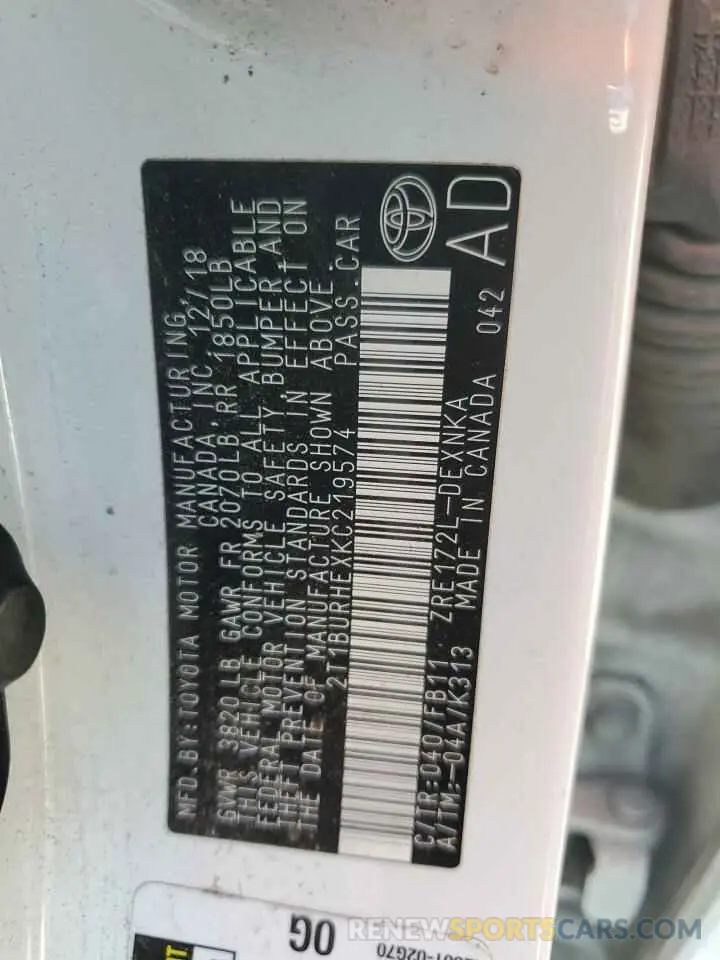 MFD.BY:TOYOTA MOTOR MANUFACTURING,
CANADA,INC. 12/18
GVWR 3820LB GAWR FR 2070LB RR 1850LB
THIS VEHICLE CONFORMS TO ALL APPLICABLE
FEDERAL MOTOR VEHICLE SAFETY,BUMPER,AND
THEFT PREVENTION STANDARDS IN EFFECT ON
THE DATE OF MANUFACTURE SHOWN ABOVE.
2T1BURHEXKC219574 PASS.CAR
C/TR:040/FB11 ZRE172L-DEXNKA
A/TM:-04A/K313 MADE IN CANADA 042 AD
0G
-02G70
RENEWSPORTSCARS.COM